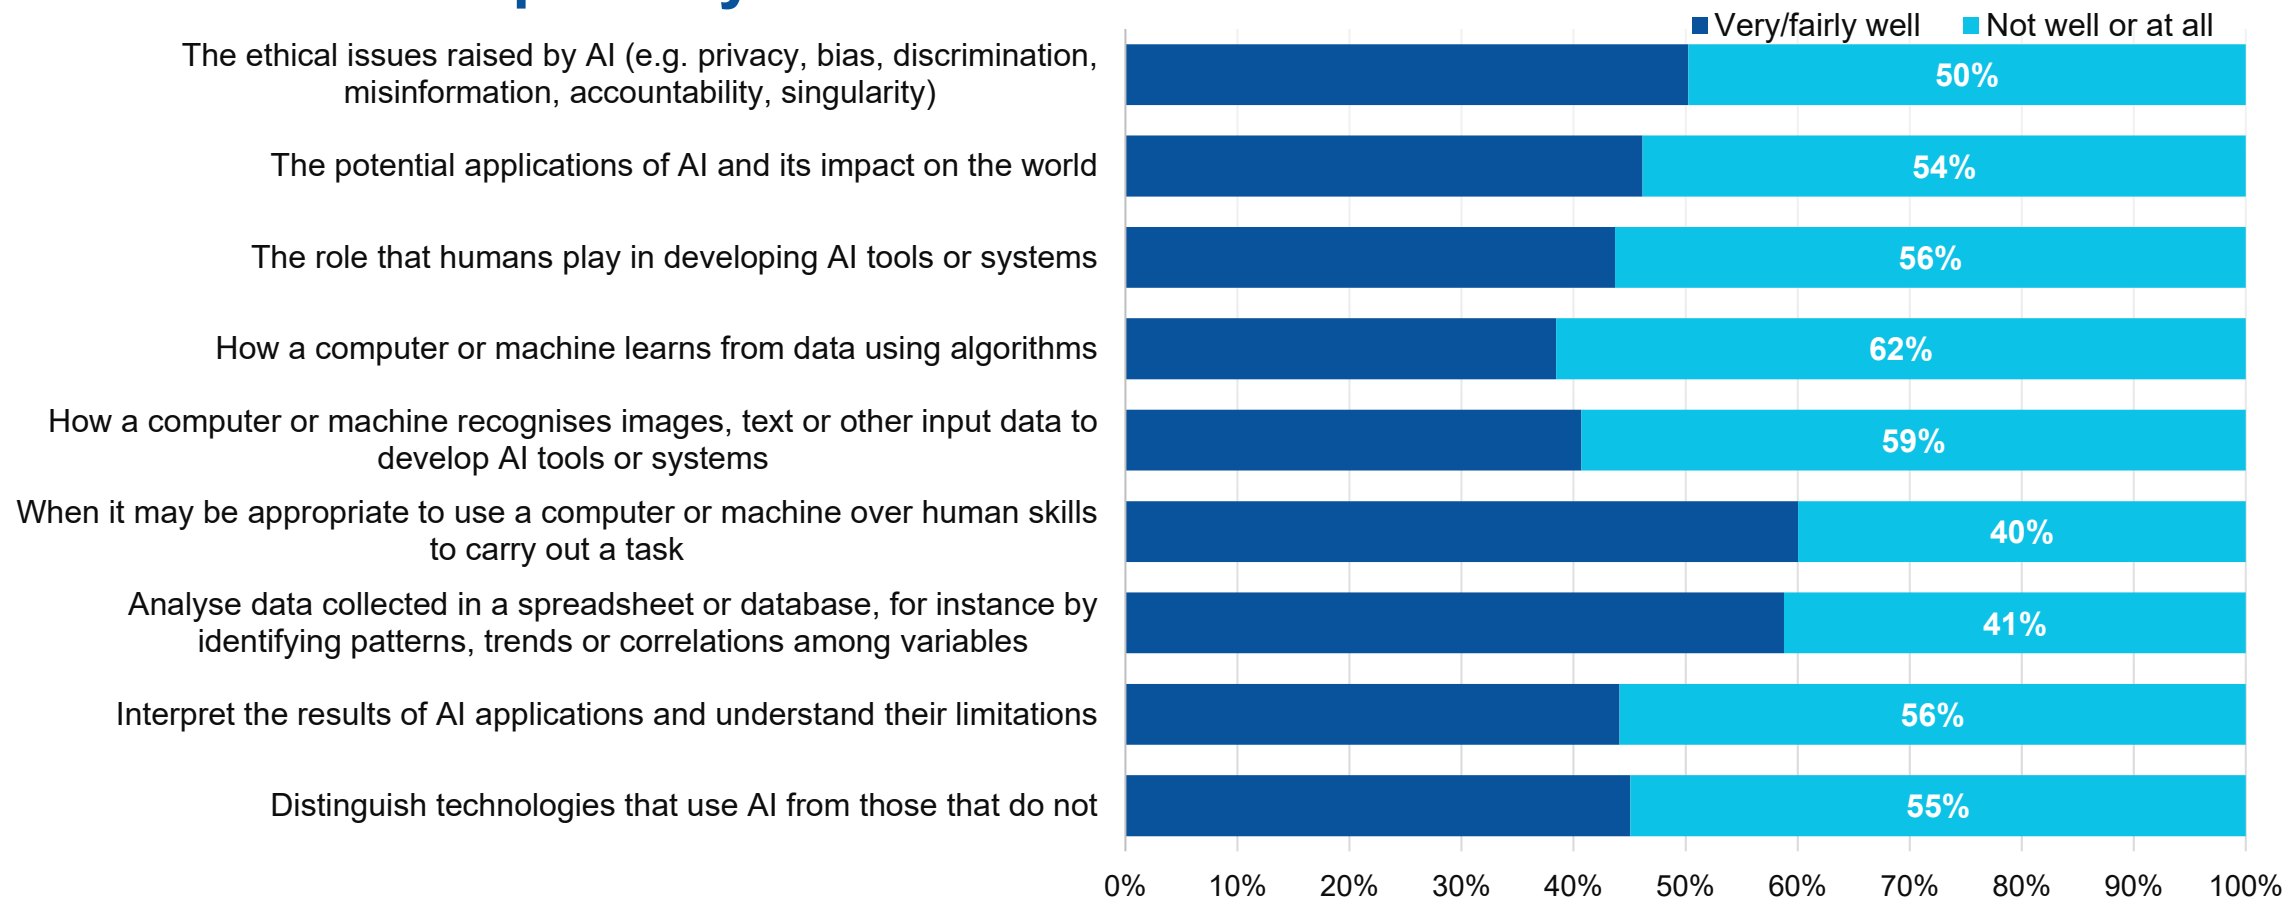 Very/fairly well
Not well or at all
The ethical issues raised by AI (e.g. privacy, bias, discrimination,
misinformation, accountability, singularity)
50%
The potential applications of AI and its impact on the world
54%
The role that humans play in developing AI tools or systems
56%
How a computer or machine learns from data using algorithms
62%
How a computer or machine recognises images, text or other input data to
develop AI tools or systems
59%
When it may be appropriate to use a computer or machine over human skills
to carry out a task
40%
Analyse data collected in a spreadsheet or database, for instance by
identifying patterns, trends or correlations among variables
41%
Interpret the results of AI applications and understand their limitations
56%
Distinguish technologies that use AI from those that do not
55%
0% 10% 20% 30% 40% 50% 60% 70% 80% 90% 100%